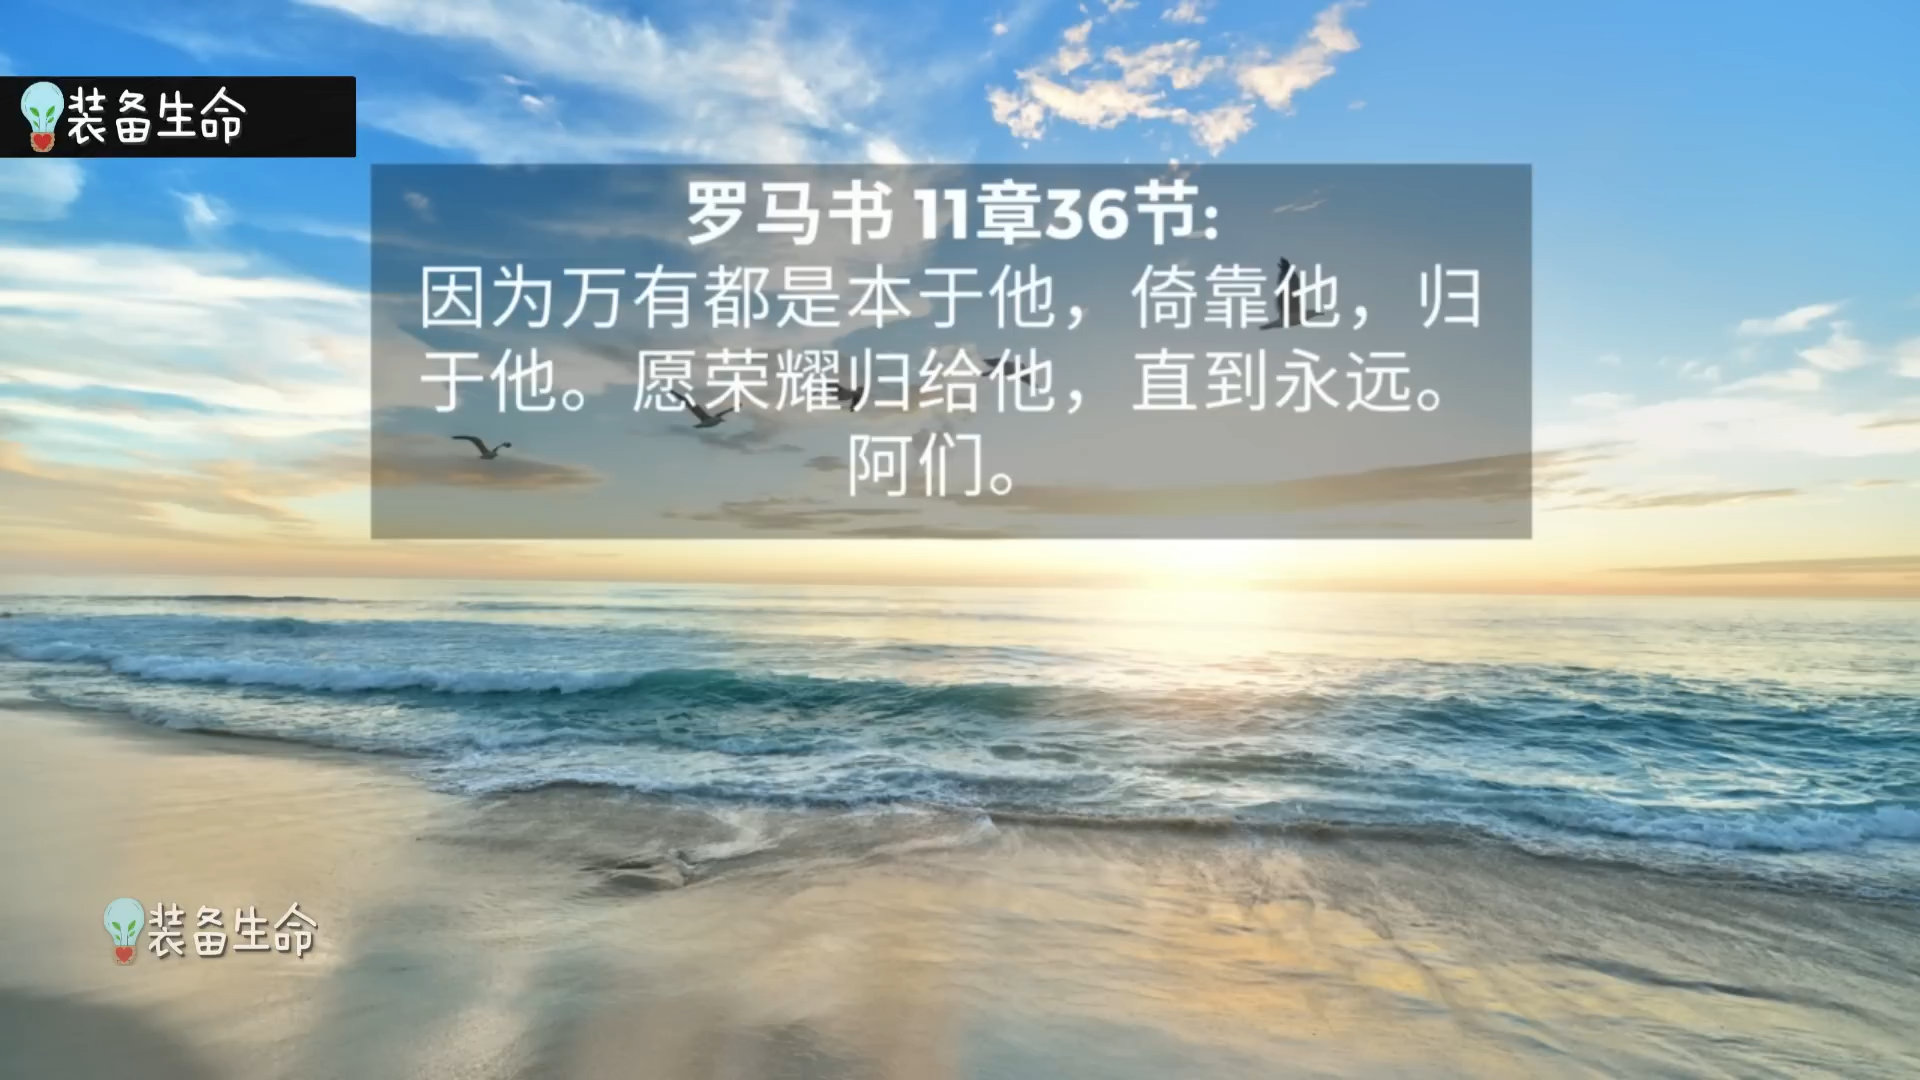 装备生命
罗马书 11章36节:
因为万有都是本于他，倚靠他，归
于他。愿荣耀归给他，直到永远。
阿们。
装备生命